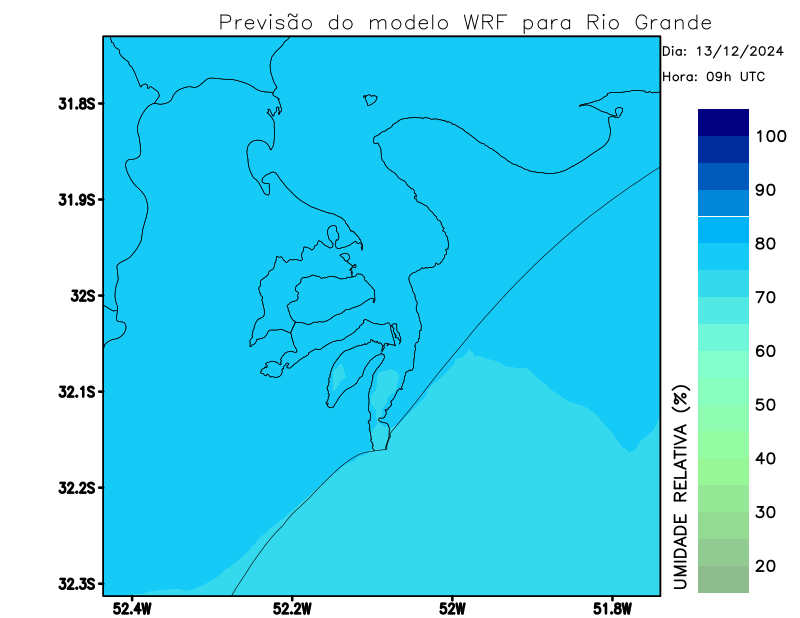 Previsão do modelo WRF para Rio Grande
Dia: 13/12/2024
Hora: 09h UTC
31.8S
31.9S
32S
32.1S
32.2S
32.3S
52.4W
52.2W
52W
51.8W
100
90
80
70
60
50
40
30
20
UMIDADE RELATIVA (%)